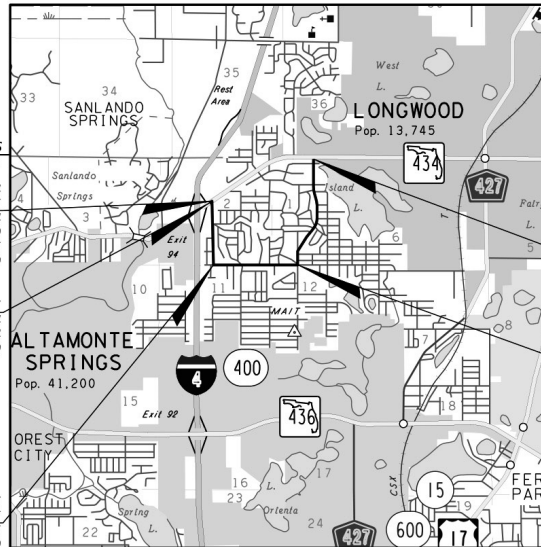 35
34
33
36
West
L.
Rest
Area
SANLANDO
SPRINGS
LONGWOOD
Pop. 13,745
434
427
Sanlando
Springs
Island
L.
4
3
2
1
6
5
Exit
94
10
11
12
MAIT
7
8
ALTAMONTE
SPRINGS
Pop. 41,200
4
400
15
Exit 92
436
18
CITY
16
23
17
L.
Orienta
24
CSX
15
19
Spring
L.
22
427
600
17
T